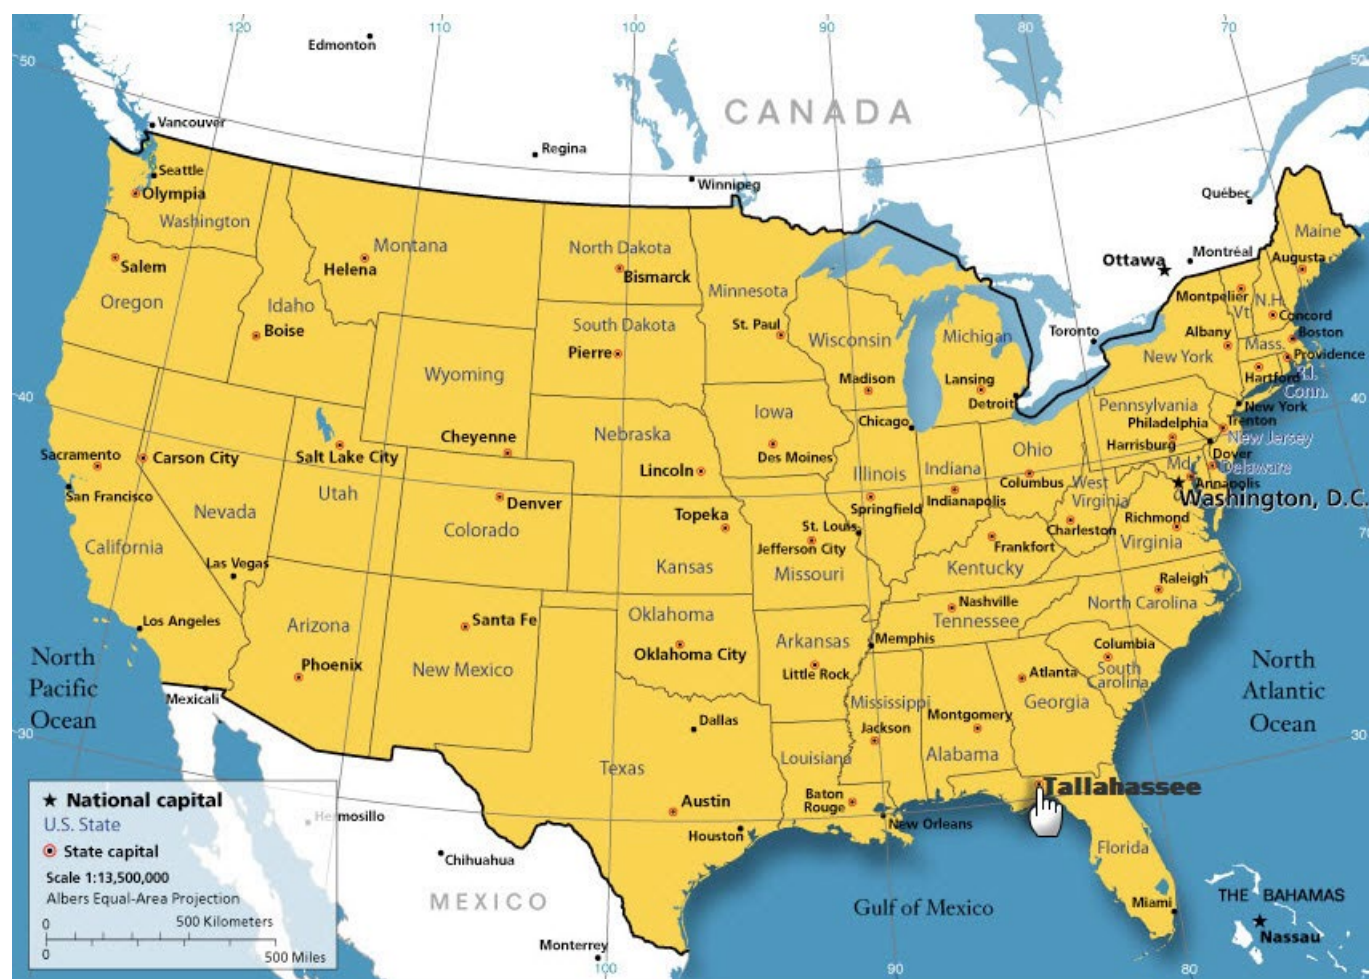 120
110
100
90
80
70
50
50
Edmonton
CANADA
Vancouver
Regina
Winnipeg
Seattle
Olympia
Washington
Québec
Montréal
Ottawa
Maine
Augusta
Montana
Helena
North Dakota
Bismarck
Salem
Oregon
Idaho
Boise
Minnesota
St. Paul
South Dakota
Pierre
Wisconsin
Madison
Michigan
Lansing
Detroit
Toronto
Montpelier
Vt.
N.H.
Concord
Albany
New York
Mass.
Boston
Providence
Hartford
R.I.
Conn.
40
40
Wyoming
Cheyenne
Nebraska
Lincoln
Iowa
Des Moines
Chicago
Illinois
Springfield
Indiana
Indianapolis
Ohio
Columbus
Pennsylvania
Philadelphia
Harrisburg
New York
Trenton
New Jersey
Dover
Delaware
Md.
Annapolis
Washington, D.C.
70
Sacramento
San Francisco
Carson City
Nevada
California
Las Vegas
Los Angeles
Salt Lake City
Utah
Denver
Colorado
Topeka
Kansas
St. Louis
Jefferson City
Missouri
West
Virginia
Charleston
Richmond
Virginia
Frankfort
Kentucky
Raleigh
North Carolina
Nashville
Tennessee
Memphis
Arizona
Phoenix
Santa Fe
New Mexico
Oklahoma
Oklahoma City
Arkansas
Little Rock
Columbia
South
Carolina
Atlanta
Georgia
North
Pacific
Ocean
North
Atlantic
Ocean
Mexicali
30
30
Dallas
Texas
Austin
Houston
Louisiana
Baton
Rouge
New Orleans
Mississippi
Jackson
Montgomery
Alabama
Tallahassee
Florida
Miami
Gulf of Mexico
THE BAHAMAS
Nassau
Hermosillo
Chihuahua
MEXICO
Monterrey
100
90
80
National capital
U.S. State
State capital
Scale 1:13,500,000
Albers Equal-Area Projection
0
500 Kilometers
0
500 Miles